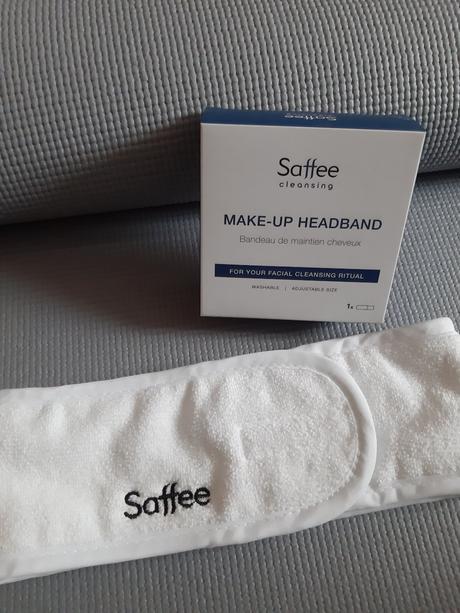 Saffee
Saffee
cleansing
MAKE-UP HEADBAND
Bandeau de maintien cheveux
FOR YOUR FACIAL CLEANSING RITUAL
WASHABLE | ADJUSTABLE SIZE
1x
Saffee